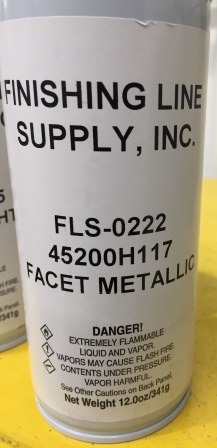 FINISHING LINE
SUPPLY, INC.
FLS-0222
45200H117
FACET METALLIC
DANGER!
EXTREMELY FLAMMABLE
LIQUID AND VAPOR.
VAPORS MAY CAUSE FLASH FIRE.
CONTENTS UNDER PRESSURE.
VAPOR HARMFUL.
See Other Cautions on Back Panel.
Net Weight 12.0oz/341g